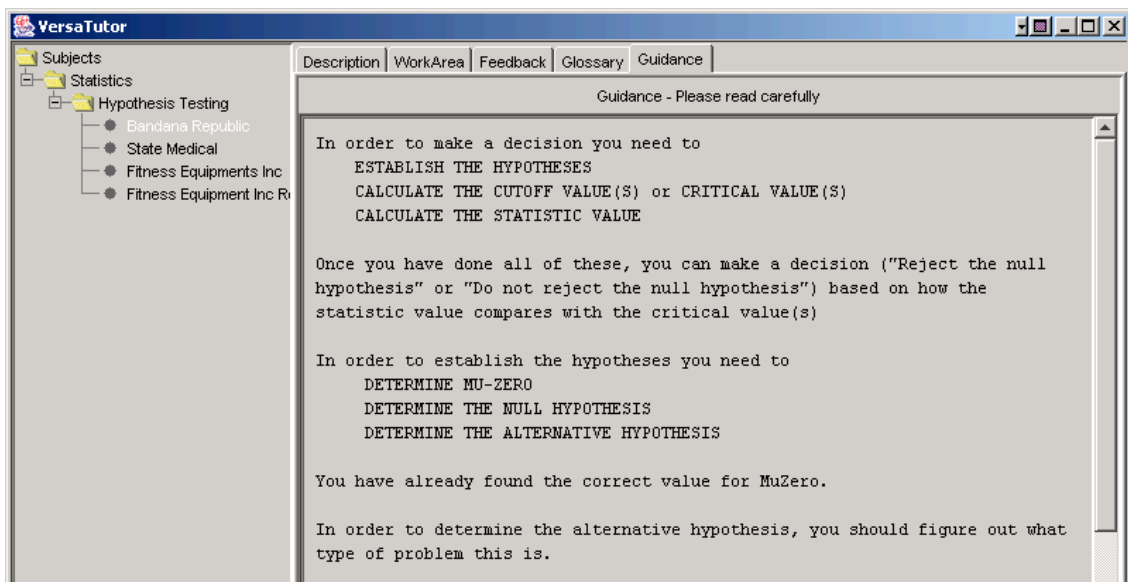 VersaTutor
Subjects
Statistics
Hypothesis Testing
Bandana Republic
State Medical
Fitness Equipments Inc
Fitness Equipment Inc R
Description WorkArea Feedback Glossary Guidance
Guidance - Please read carefully
In order to make a decision you need to
ESTABLISH THE HYPOTHESES
CALCULATE THE CUTOFF VALUE(S) or CRITICAL VALUE(S)
CALCULATE THE STATISTIC VALUE
Once you have done all of these, you can make a decision ("Reject the null
hypothesis" or "Do not reject the null hypothesis") based on how the
statistic value compares with the critical value(s)
In order to establish the hypotheses you need to
DETERMINE MU-ZERO
DETERMINE THE NULL HYPOTHESIS
DETERMINE THE ALTERNATIVE HYPOTHESIS
You have already found the correct value for MuZero.
In order to determine the alternative hypothesis, you should figure out what
type of problem this is.